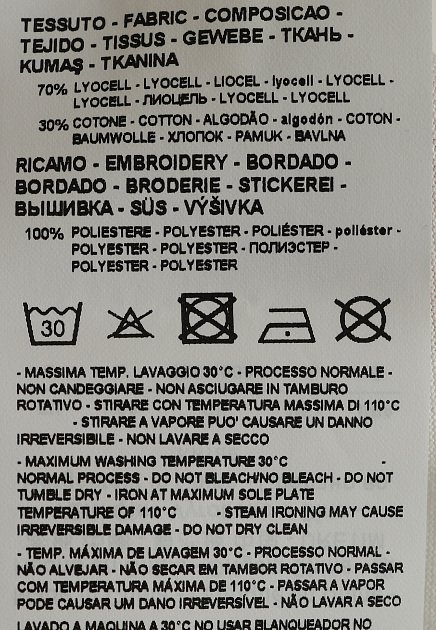 TESSUTO - FABRIC - COMPOSICAO -
TEJIDO - TISSUS - GEWEBE - ТКАНЬ -
KUMAŞ - TKANINA
70% LYOCELL - LYOCELL - LIOCEL - lyocell - LYOCELL -
LYOCELL - ЛИОЦЕЛЬ - LYOCELL - LYOCELL
30% COTONE - COTTON - ALGODÃO - algodón - COTON -
BAUMWOLLE - ХЛОПОК - PAMUK - BAVLNA
RICAMO - EMBROIDERY - BORDADO -
BORDADO - BRODERIE - STICKEREI -
ВЫШИВКА - SÜS - VÝŠIVKA
100% POLIESTERE - POLYESTER - POLIÉSTER - poliéster -
POLYESTER - POLYESTER - ПОЛИЭСТЕР -
POLYESTER - POLYESTER
30
- MASSIMA TEMP. LAVAGGIO 30°C - PROCESSO NORMALE -
NON CANDEGGIARE - NON ASCIUGARE IN TAMBURO
ROTATIVO - STIRARE CON TEMPERATURA MASSIMA DI 110°C
- STIRARE A VAPORE PUO' CAUSARE UN DANNO
IRREVERSIBILE - NON LAVARE A SECCO
- MAXIMUM WASHING TEMPERATURE 30°C -
NORMAL PROCESS - DO NOT BLEACH/NO BLEACH - DO NOT
TUMBLE DRY - IRON AT MAXIMUM SOLE PLATE
TEMPERATURE OF 110°C - STEAM IRONING MAY CAUSE
IRREVERSIBLE DAMAGE - DO NOT DRY CLEAN
- TEMP. MÁXIMA DE LAVAGEM 30°C - PROCESSO NORMAL -
NÃO ALVEJAR - NÃO SECAR EM TAMBOR ROTATIVO - PASSAR
COM TEMPERATURA MÁXIMA DE 110°C - PASSAR A VAPOR
PODE CAUSAR UM DANO IRREVERSÍVEL - NÃO LAVAR A SECO
LAVADO A MAQUINA A 30°C NO USAR BLANQUEADOR NO